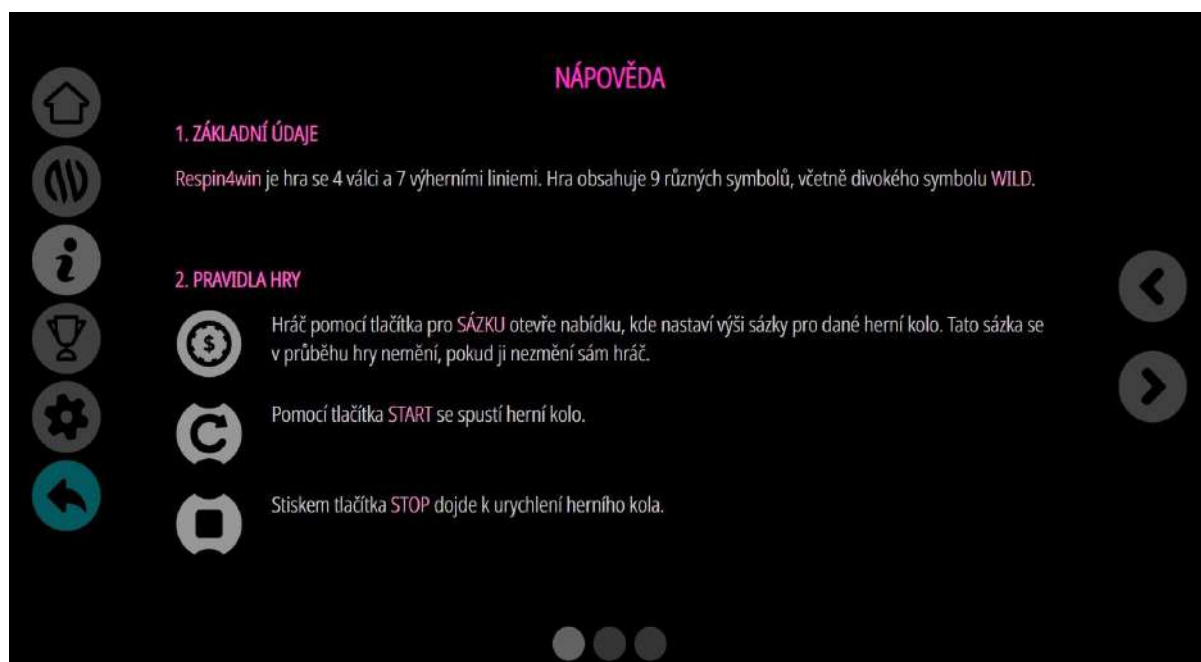 NÁPOVĚDA
1. ZÁKLADNÍ ÚDAJE
Respin4win je hra se 4 válci a 7 výherními liniemi. Hra obsahuje 9 různých symbolů, včetně divokého symbolu WILD.
2. PRAVIDLA HRY
Hráč pomocí tlačítka pro SÁZKU otevře nabídku, kde nastaví výši sázky pro dané herní kolo. Tato sázka se
v průběhu hry nemění, pokud ji nezmění sám hráč.
Pomocí tlačítka START se spustí herní kolo.
Stiskem tlačítka STOP dojde k urychlení herního kola.